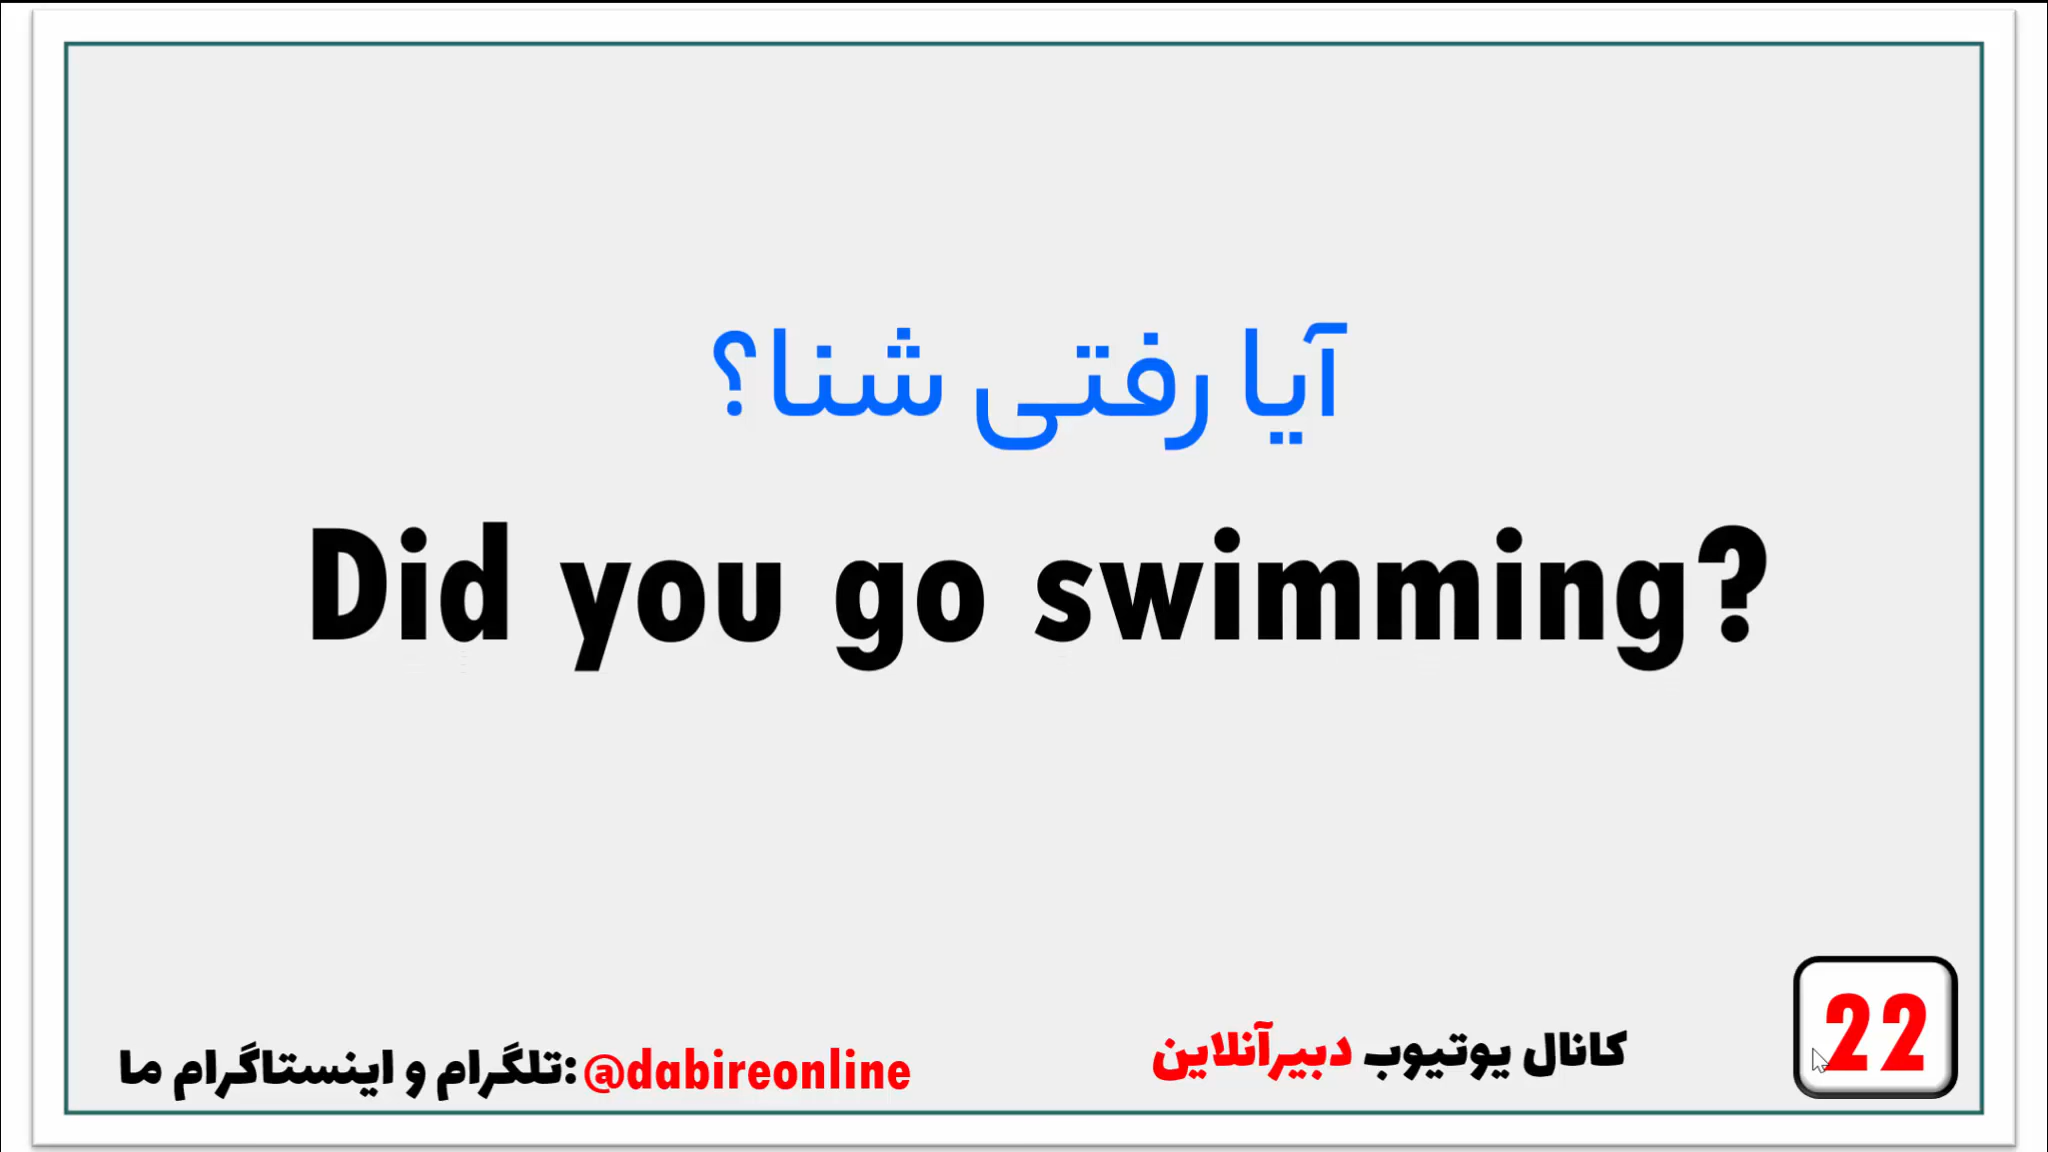 آیا رفتی شنا؟
Did you go swimming?
کانال یوتیوب دبیرآنلاین
تلگرام و اینستاگرام ما: @dabireonline
22